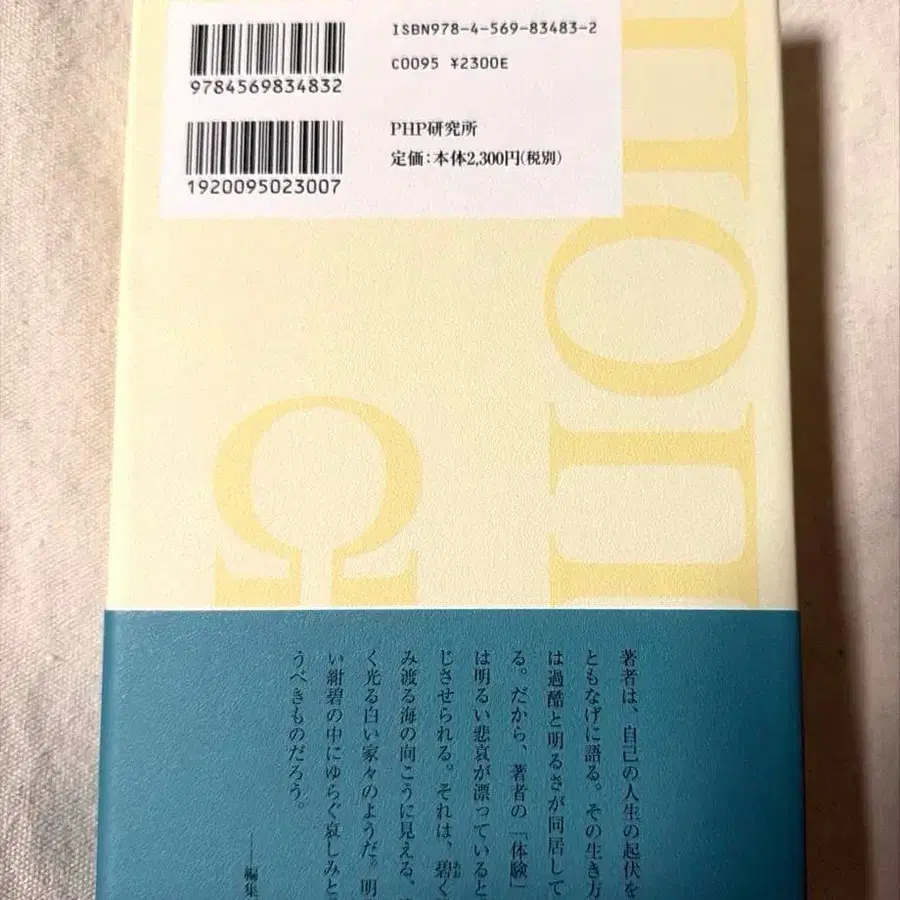 ISBN978-4-569-83483-2
C0095 ¥2300E
9784569834832
PHP研究所
定価:本体2,300円(税別)
1920095023007
non
c
著者は、自己の人生の起伏を
ともなげに語る。その生き方
は過酷と明るさが同居して
る。だから、著者の「体験」
は明るい悲哀が漂っていると
じさせられる。それは、碧く
み渡る海の向こうに見える、
く光る白い家々のようだ。明
い紺碧の中にゆらぐ哀しみと
うべきものだろう。
──編集